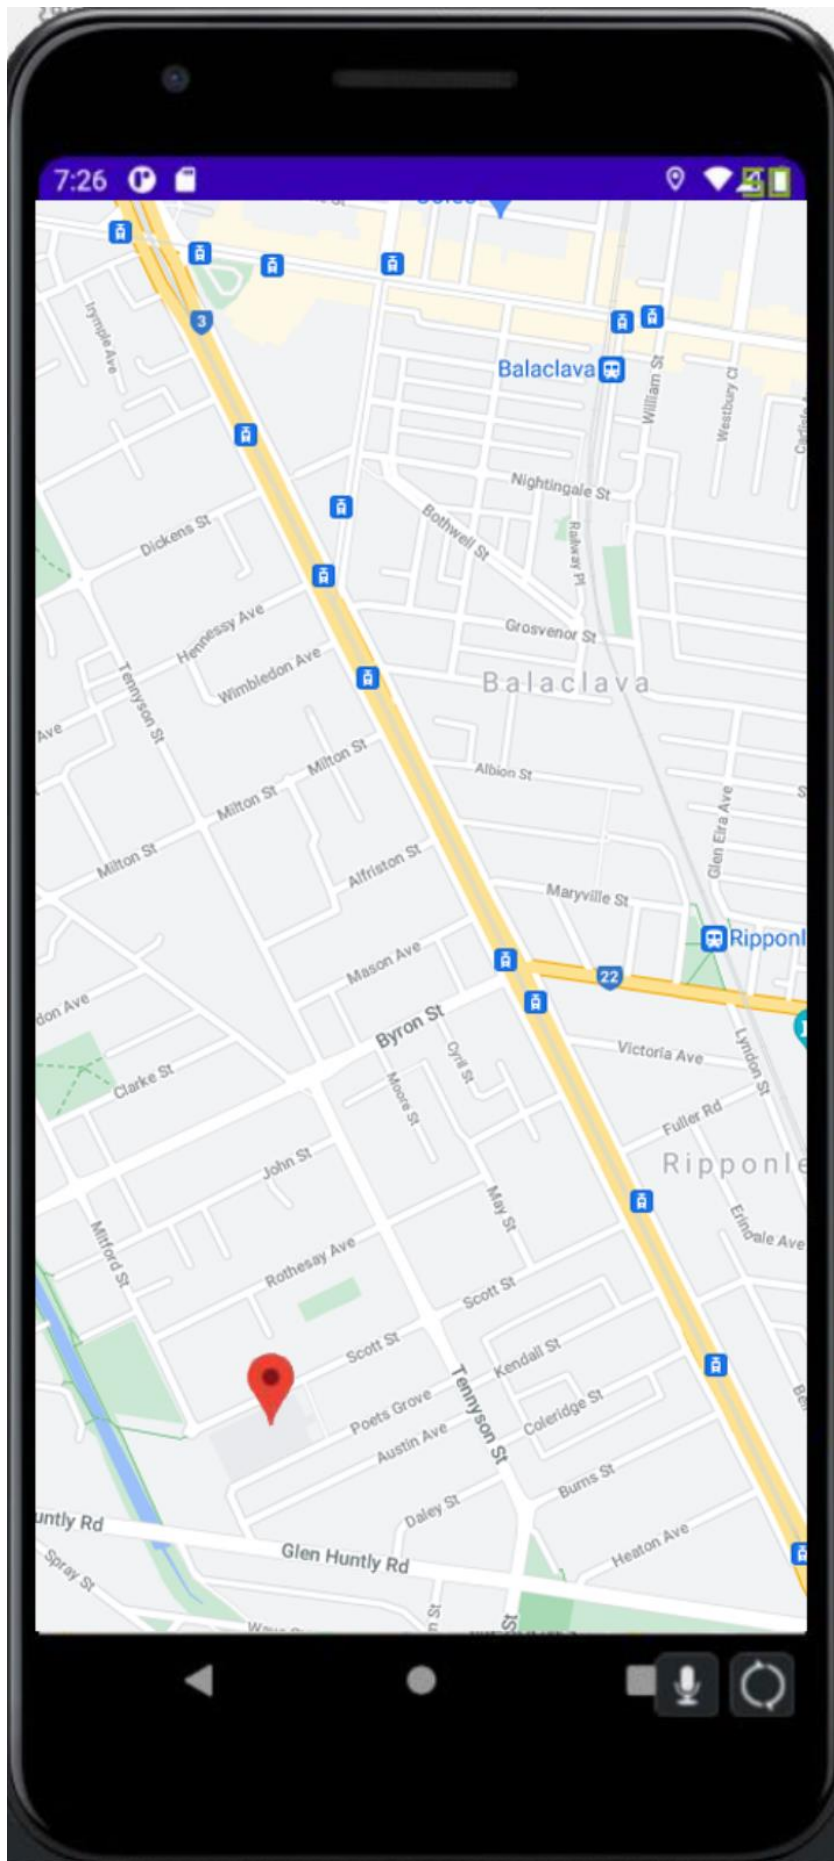 7:26
50
3
Balaclava
Irymple Ave
William St
Westbury Cl
Nightingale St
Bothwell St
Railway Pl
Dickens St
Hennessy Ave
Grosvenor St
Wimbledon Ave
Balaclava
Tennyson St
Ave
Milton St
Albion St
Milton St
Glen Eira Ave
Milton St
Alfriston St
Maryville St
Ripponl
Mason Ave
22
don Ave
Byron St
Victoria Ave
Lyndon St
Cyril St
Clarke St
Moore St
Fuller Rd
John St
Ripponle
May St
Mitford St
Erindale Ave
Rothesay Ave
Scott St
Scott St
Kendall St
Tennyson St
Poets Grove
Coleridge St
Austin Ave
Burns St
Daley St
untly Rd
Heaton Ave
Glen Huntly Rd
Spray St
n St
St